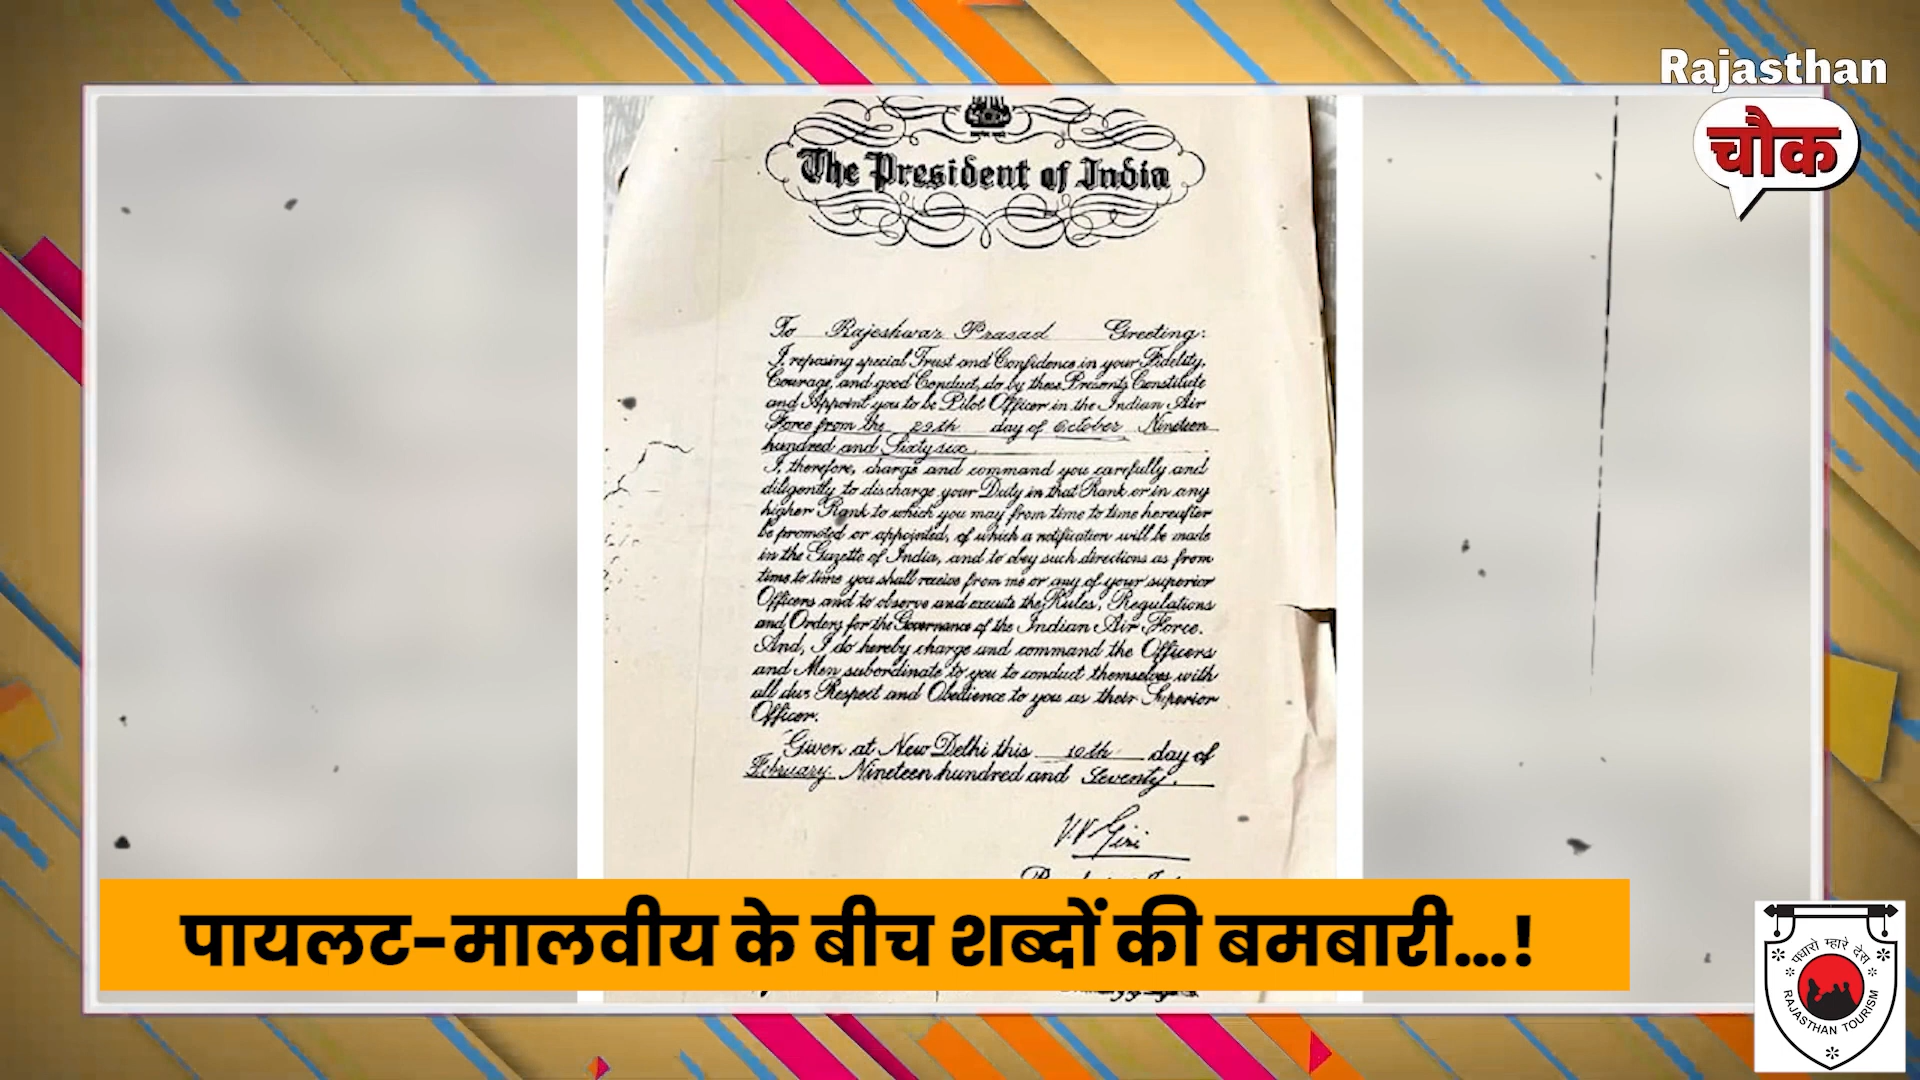 Rajasthan
चौक
The President of India
To Rajeshwar Prasad Greeting:
I, reposing special Trust and Confidence in your Fidelity,
Courage, and good Conduct, do by these Presents Constitute
and Appoint you to be Pilot Officer in the Indian Air
Force from the 29th day of October Nineteen
hundred and Sixty six.
I, therefore, charge and command you carefully and
diligently to discharge your Duty in that Rank or in any
higher Rank to which you may from time to time hereafter
be promoted or appointed, of which a notification will be made
in the Gazette of India, and to obey such directions as from
time to time you shall receive from me or any of your superior
Officers and to observe and execute the Rules, Regulations
and Orders for the Governance of the Indian Air Force.
And, I do hereby charge and command the Officers
and Men subordinate to you to conduct themselves with
all due Respect and Obedience to you as their Superior
Officer.
Given at New Delhi this 10th day of
February Nineteen hundred and Seventy.
V.V. Giri
पायलट-मालवीय के बीच शब्दों की बमबारी...!
पधारो म्हारे देस
RAJASTHAN TOURISM